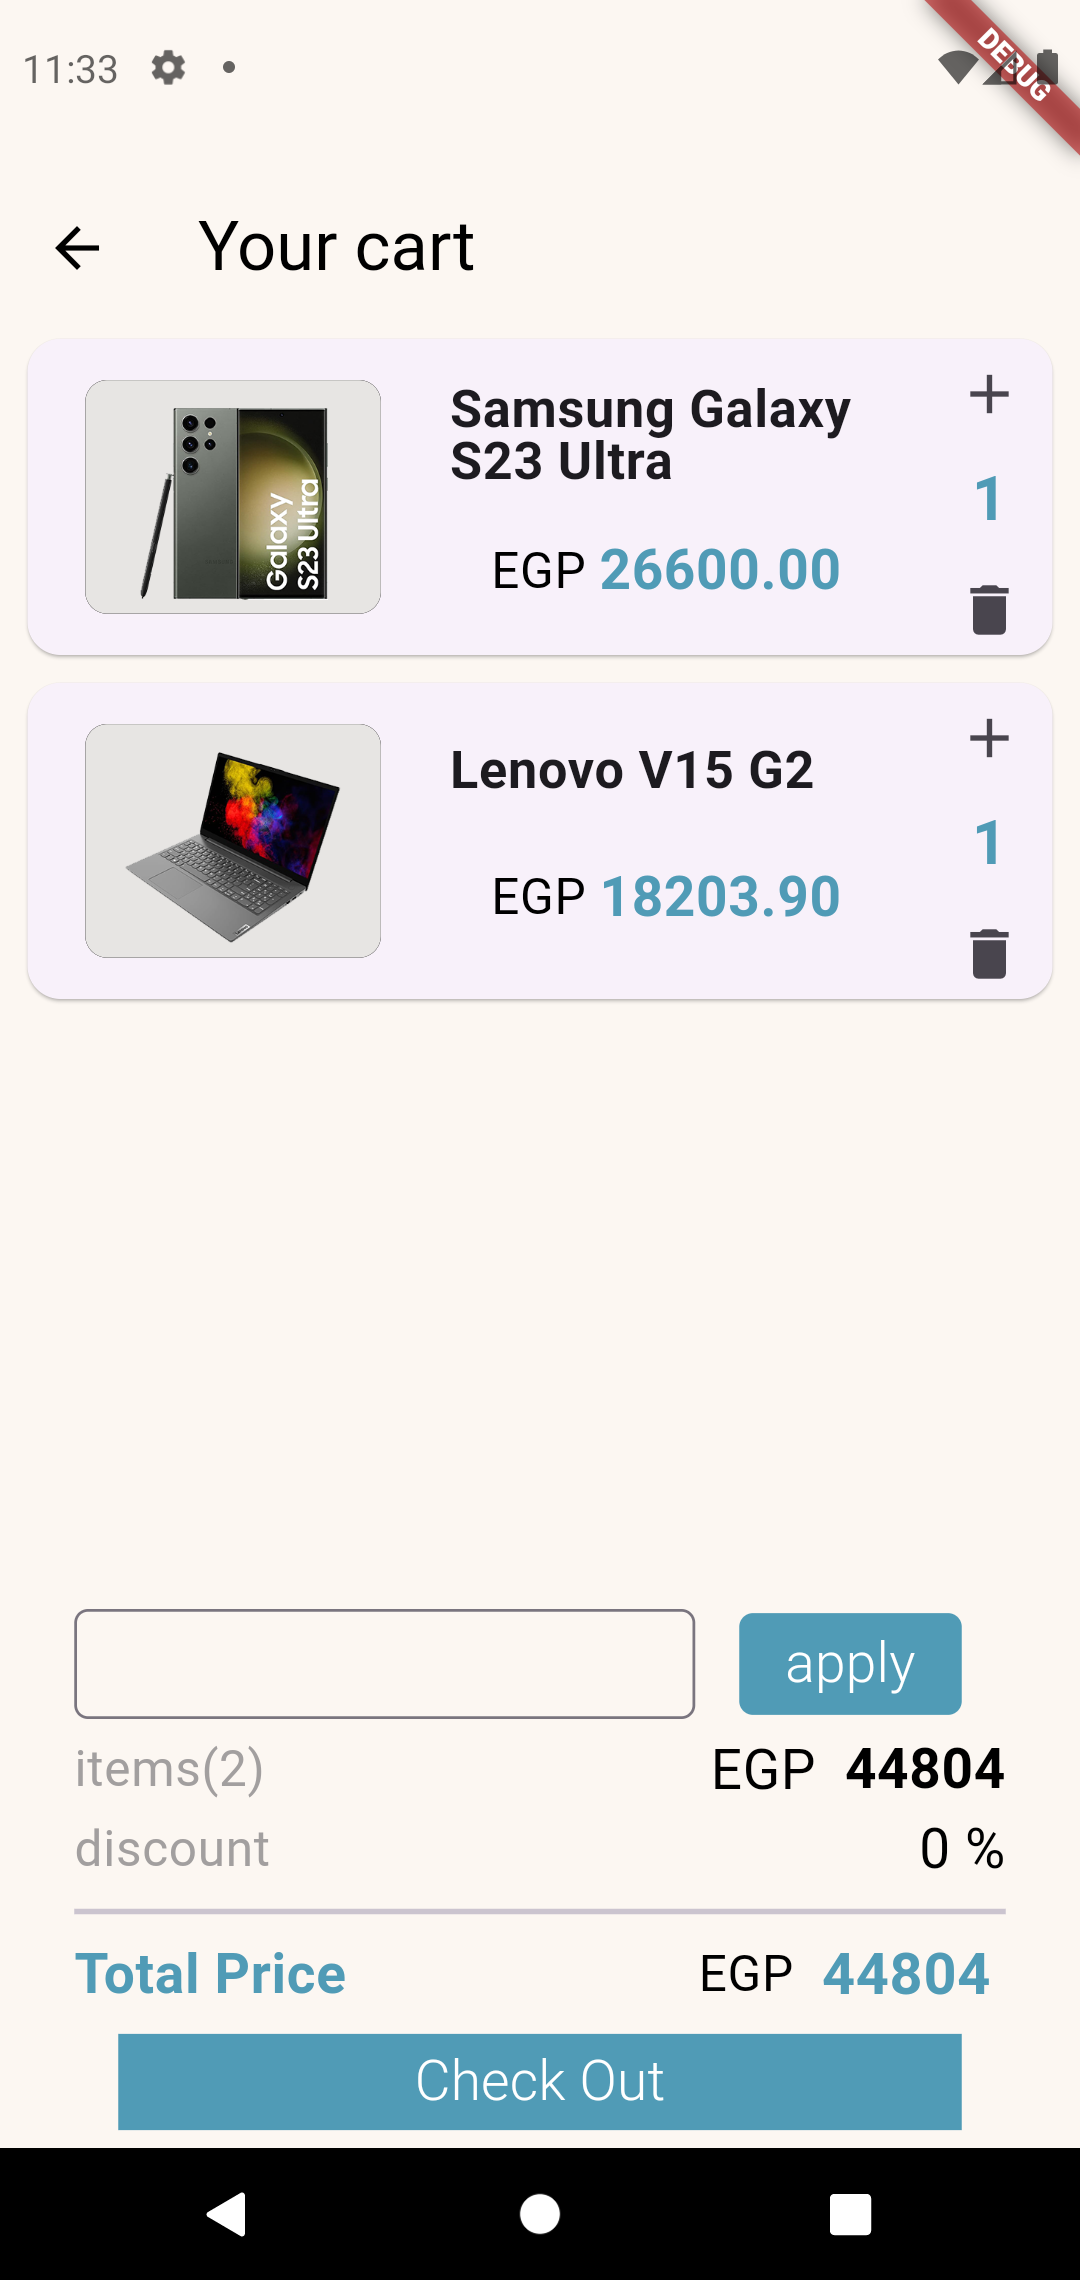 11:33
DEBUG
Your cart
Samsung Galaxy
S23 Ultra
EGP 26600.00
1
Galaxy
S23 Ultra
Lenovo V15 G2
EGP 18203.90
1
apply
items(2) EGP 44804
discount 0 %
Total Price EGP 44804
Check Out